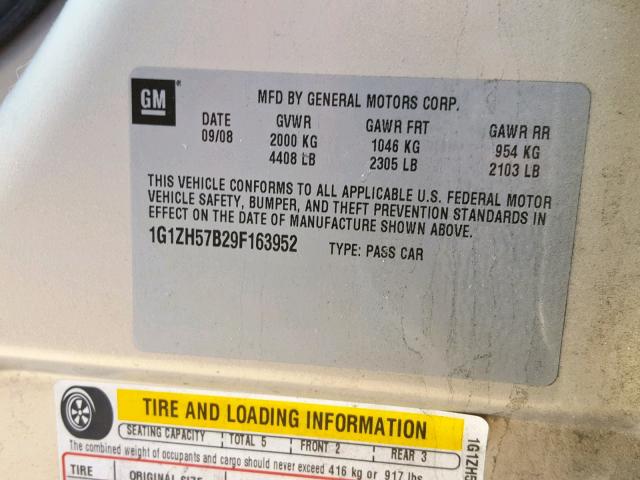 GM
MFD BY GENERAL MOTORS CORP.
DATE GVWR GAWR FRT GAWR RR
09/08 2000 KG 1046 KG 954 KG
4408 LB 2305 LB 2103 LB
THIS VEHICLE CONFORMS TO ALL APPLICABLE U.S. FEDERAL MOTOR
VEHICLE SAFETY, BUMPER, AND THEFT PREVENTION STANDARDS IN
EFFECT ON THE DATE OF MANUFACTURE SHOWN ABOVE.
1G1ZH57B29F163952 TYPE: PASS CAR
TIRE AND LOADING INFORMATION
SEATING CAPACITY TOTAL 5 FRONT 2 REAR 3
The combined weight of occupants and cargo should never exceed 416 kg or 917 lbs.
TIRE ORIGINAL SIZE
1G1ZH5